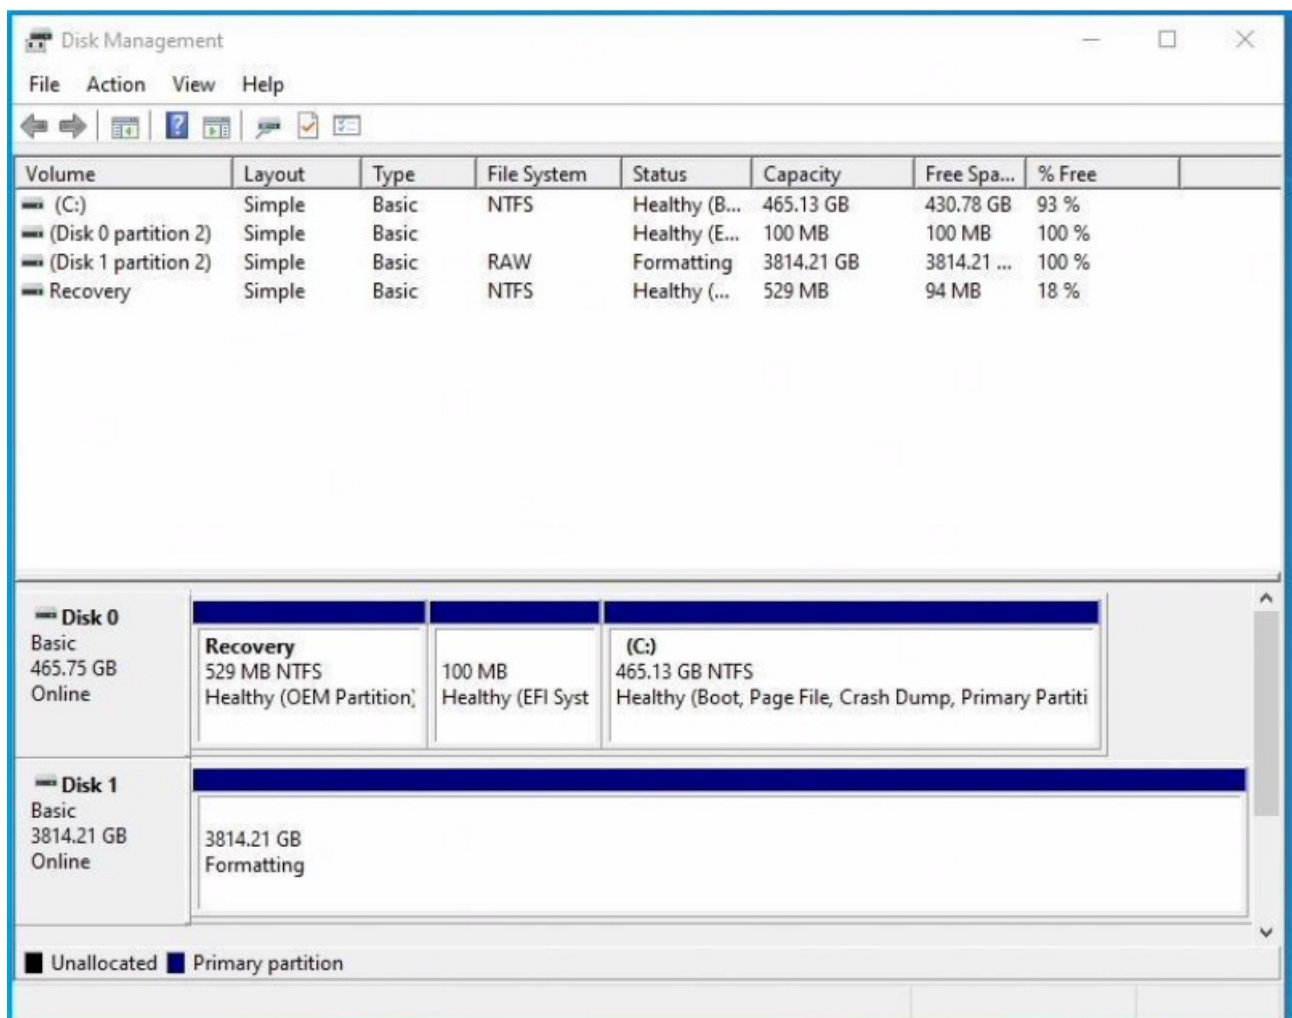 Disk Management
File Action View Help
Volume Layout Type File System Status Capacity Free Spa... % Free
(C:) Simple Basic NTFS Healthy (B... 465.13 GB 430.78 GB 93 %
(Disk 0 partition 2) Simple Basic Healthy (E... 100 MB 100 MB 100 %
(Disk 1 partition 2) Simple Basic RAW Formatting 3814.21 GB 3814.21 ... 100 %
Recovery Simple Basic NTFS Healthy (... 529 MB 94 MB 18 %
Disk 0
Basic
465.75 GB
Online
Recovery
529 MB NTFS
Healthy (OEM Partition)
100 MB
Healthy (EFI Syst
(C:)
465.13 GB NTFS
Healthy (Boot, Page File, Crash Dump, Primary Partiti
Disk 1
Basic
3814.21 GB
Online
3814.21 GB
Formatting
Unallocated Primary partition